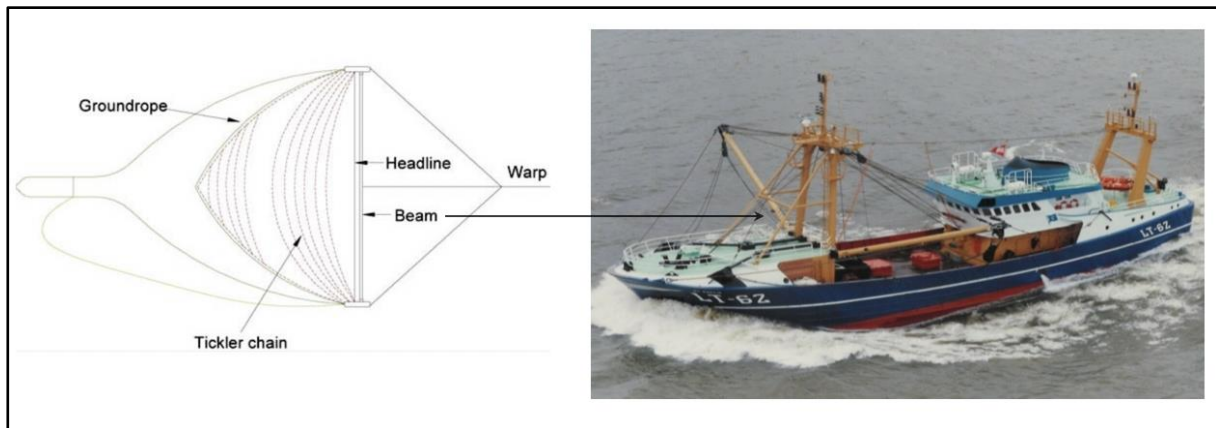 Groundrope
Headline
Warp
Beam
Tickler chain
LT-62
LT-62